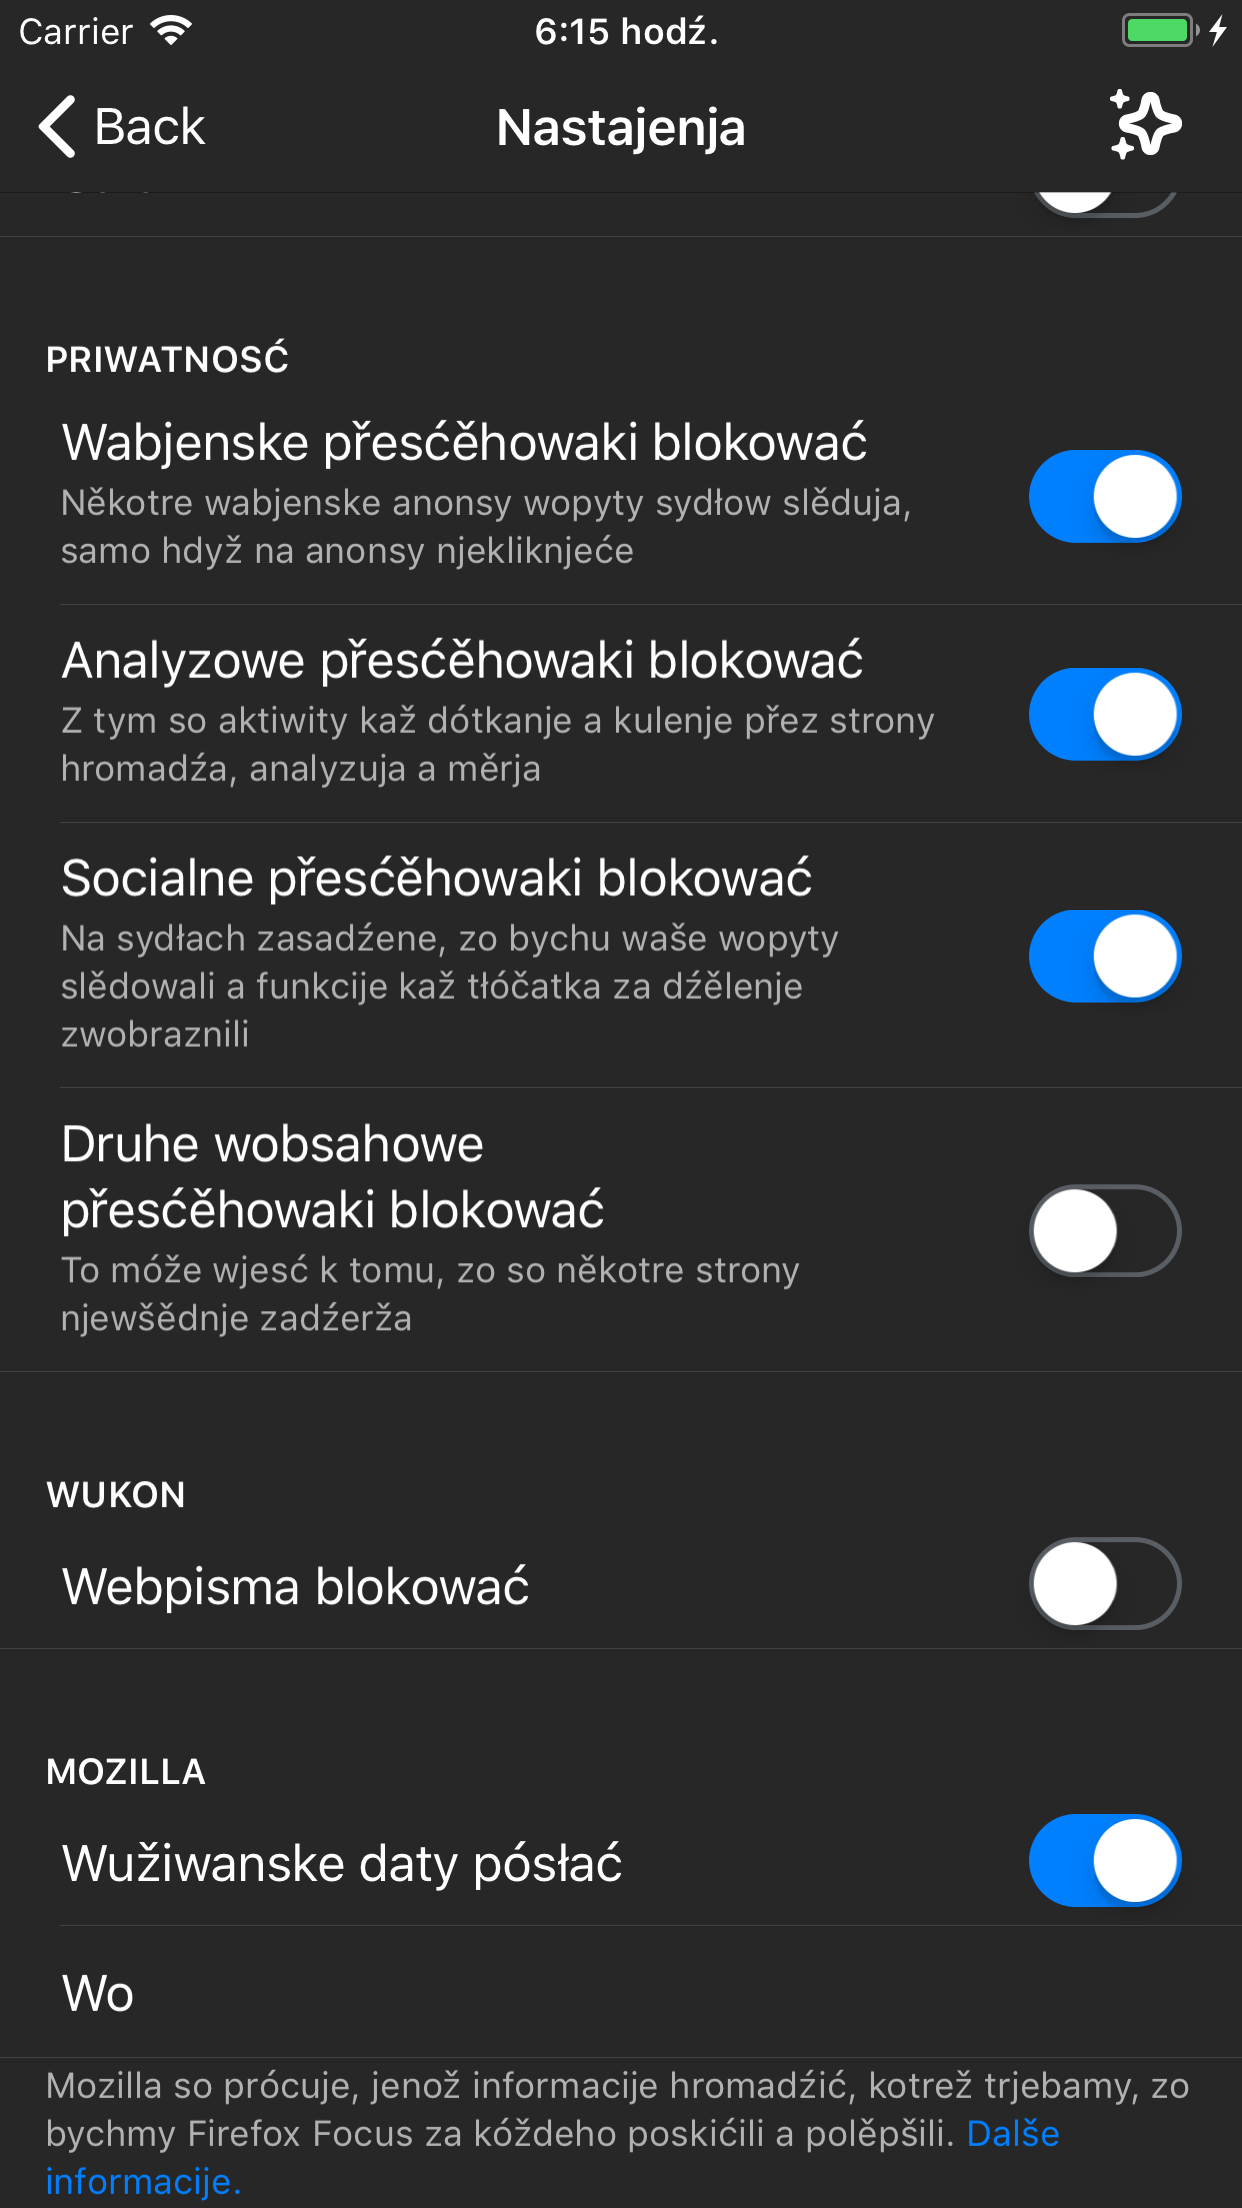 Carrier
6:15 hodź.
Back
Nastajenja
PRIWATNOSĆ
Wabjenske přesćěhowaki blokować
Někotre wabjenske anonsy wopyty sydłow slěduja,
samo hdyž na anonsy njekliknjeće
Analyzowe přesćěhowaki blokować
Z tym so aktiwity kaž dótkanje a kulenje přez strony
hromadźa, analyzuja a měrja
Socialne přesćěhowaki blokować
Na sydłach zasadźene, zo bychu waše wopyty
slědowali a funkcije kaž tłóčatka za dźělenje
zwobraznili
Druhe wobsahowe
přesćěhowaki blokować
To móže wjesć k tomu, zo so někotre strony
njewšědnje zadźerža
WUKON
Webpisma blokować
MOZILLA
Wužiwanske daty pósłać
Wo
Mozilla so prócuje, jenož informacije hromadźić, kotrež trjebamy, zo
bychmy Firefox Focus za kóždeho poskićili a polěpšili. Dalše
informacije.